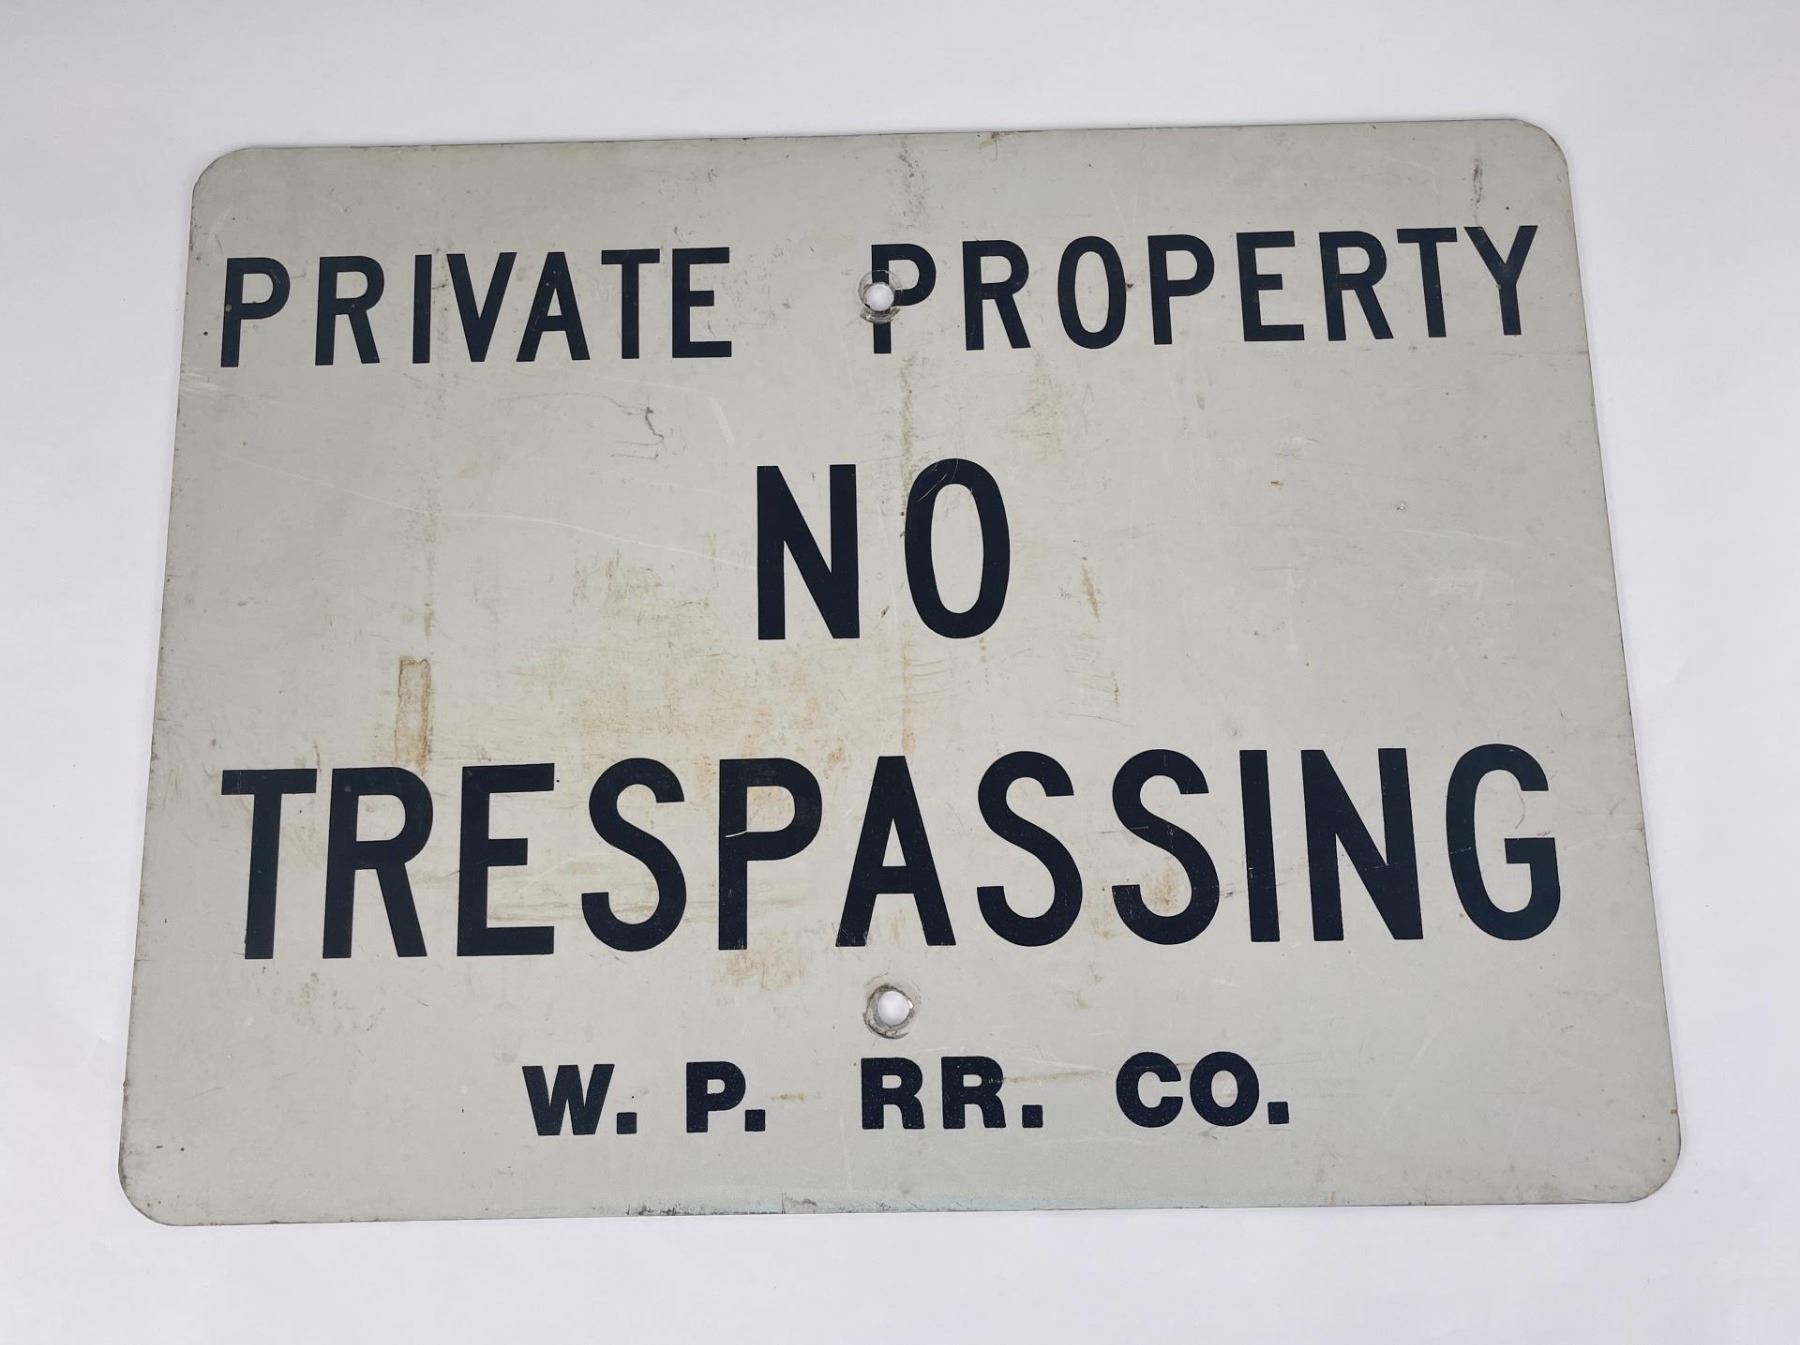 PRIVATE PROPERTY
NO
TRESPASSING
W. P. RR. CO.